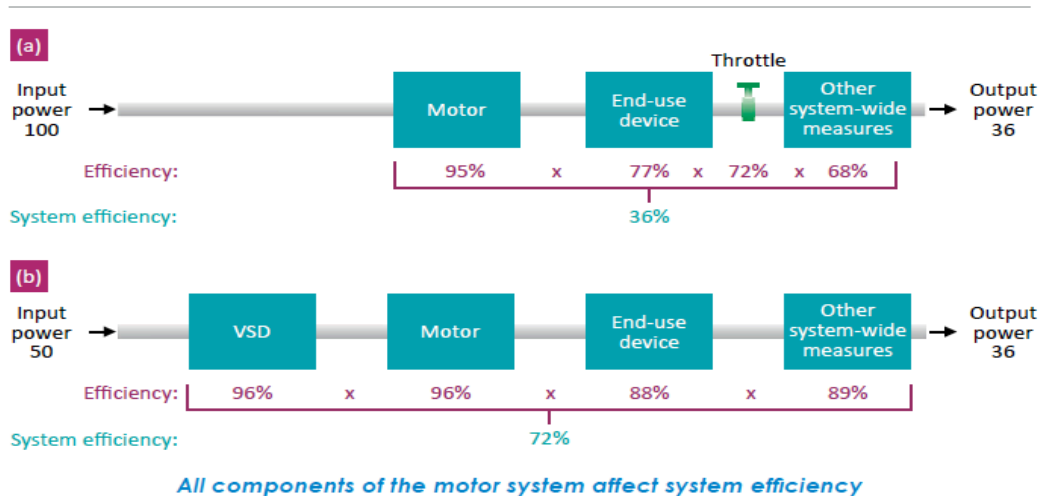 (a)
Throttle
Input
power
100
Motor
End-use
device
Other
system-wide
measures
Output
power
36
Efficiency:
95% x 77% x 72% x 68%
System efficiency:
36%
(b)
Input
power
50
VSD
Motor
End-use
device
Other
system-wide
measures
Output
power
36
Efficiency:
96% x 96% x 88% x 89%
System efficiency:
72%
All components of the motor system affect system efficiency